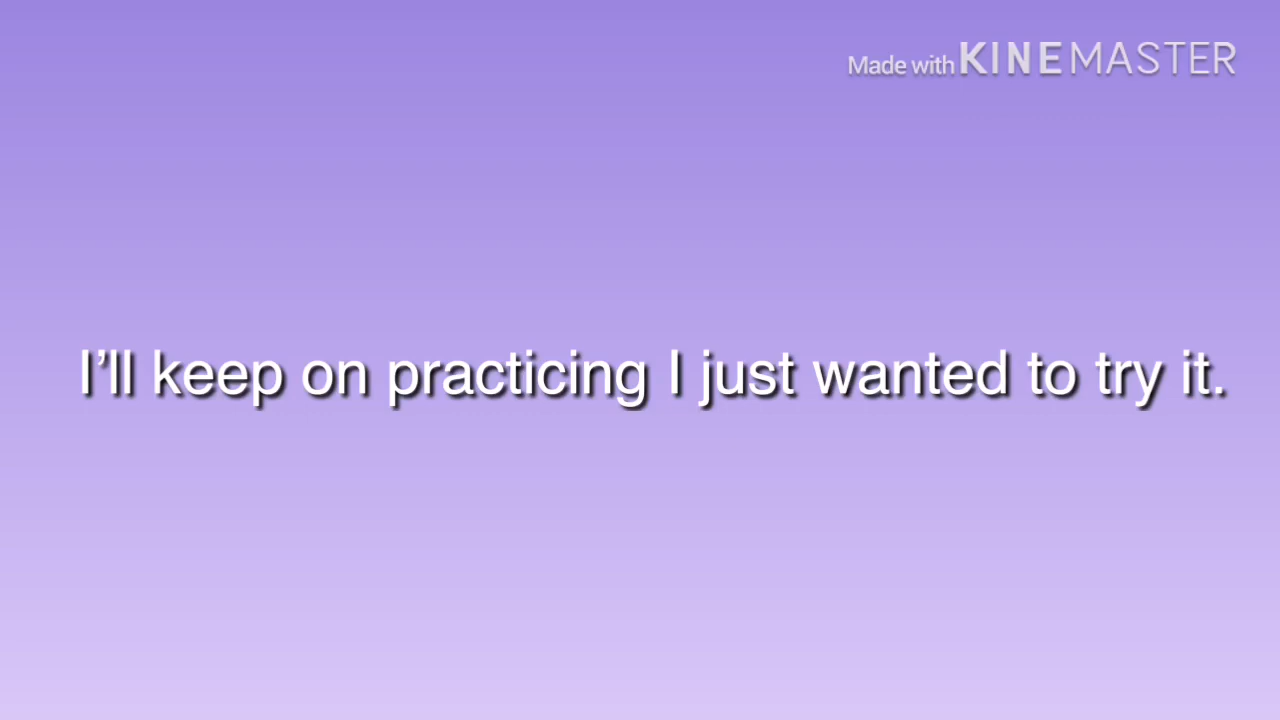 Made with KINEMASTER
I’ll keep on practicing I just wanted to try it.